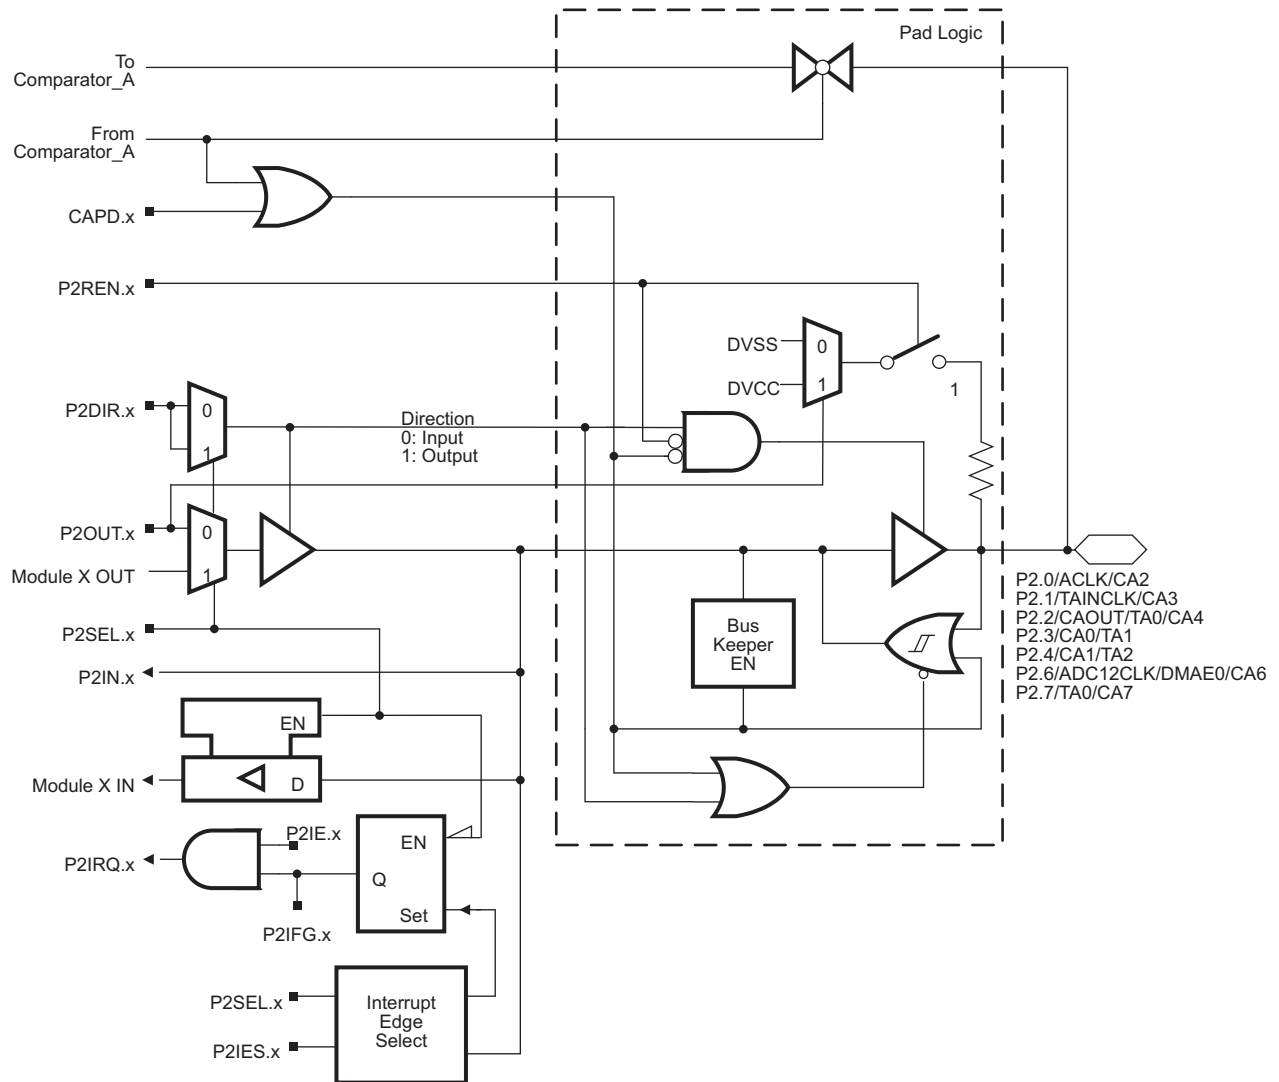 Pad Logic
To
Comparator_A
From
Comparator_A
CAPD.x
P2REN.x
DVSS
0
DVCC
1
1
P2DIR.x
0
1
Direction
0: Input
1: Output
P2OUT.x
0
Module X OUT
1
P2SEL.x
P2IN.x
Bus
Keeper
EN
P2.0/ACLK/CA2
P2.1/TAINCLK/CA3
P2.2/CAOUT/TA0/CA4
P2.3/CA0/TA1
P2.4/CA1/TA2
P2.6/ADC12CLK/DMAE0/CA6
P2.7/TA0/CA7
EN
Module X IN
D
P2IE.x
P2IRQ.x
EN
Q
Set
P2IFG.x
P2SEL.x
P2IES.x
Interrupt
Edge
Select